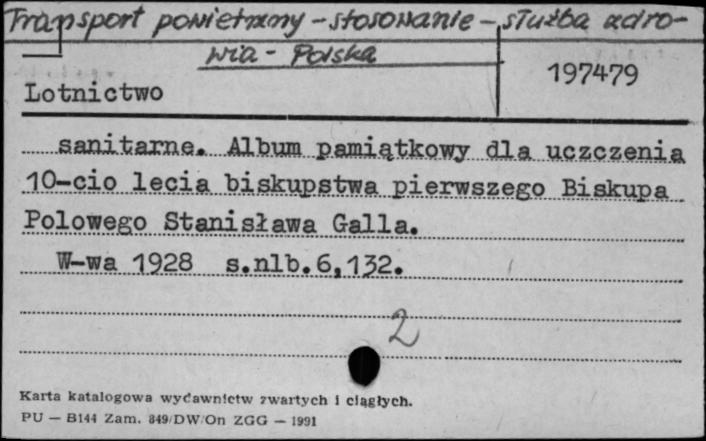 Transport powietrzny - stosowanie - służba zdro-
wia - Polska
197479
Lotnictwo
sanitarne. Album pamiątkowy dla uczczenia
10-cio lecia biskupstwa pierwszego Biskupa
Polowego Stanisława Galla.
W-wa 1928 s.nlb.6,132.
2
Karta katalogowa wydawnictw zwartych i ciągłych.
PU — B144 Zam. 849/DW/On ZGG — 1991